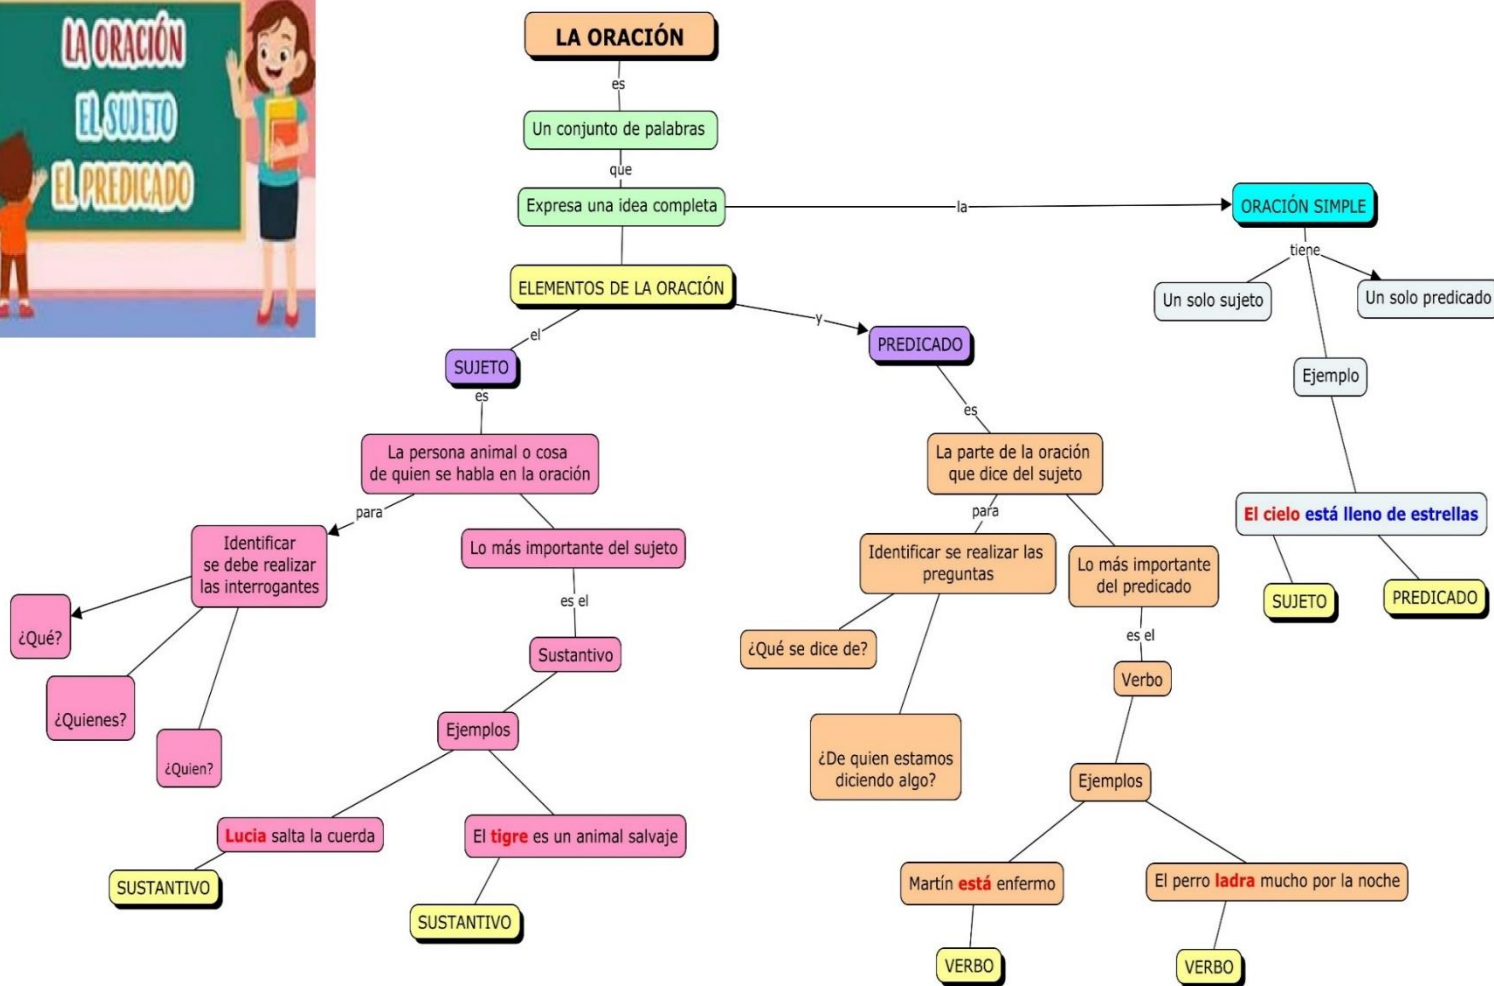 LA ORACIÓN
EL SUJETO
EL PREDICADO
LA ORACIÓN
es
Un conjunto de palabras
que
Expresa una idea completa
la
ORACIÓN SIMPLE
tiene
Un solo sujeto
Un solo predicado
Ejemplo
El cielo está lleno de estrellas
SUJETO
PREDICADO
ELEMENTOS DE LA ORACIÓN
el
y
SUJETO
es
La persona animal o cosa
de quien se habla en la oración
para
Identificar
se debe realizar
las interrogantes
¿Qué?
¿Quienes?
¿Quien?
Lo más importante del sujeto
es el
Sustantivo
Ejemplos
Lucia salta la cuerda
SUSTANTIVO
El tigre es un animal salvaje
SUSTANTIVO
PREDICADO
es
La parte de la oración
que dice del sujeto
para
Identificar se realizar las
preguntas
¿Qué se dice de?
¿De quien estamos
diciendo algo?
Lo más importante
del predicado
es el
Verbo
Ejemplos
Martín está enfermo
VERBO
El perro ladra mucho por la noche
VERBO